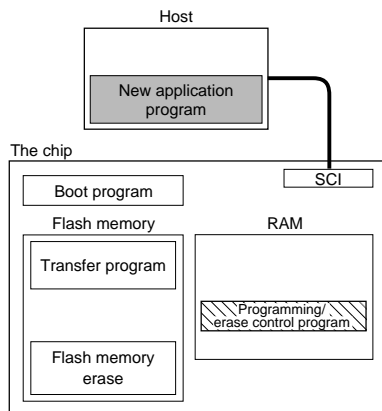 Host
New application
program
The chip
SCI
Boot program
Flash memory
RAM
Transfer program
Programming/
erase control program
Flash memory
erase